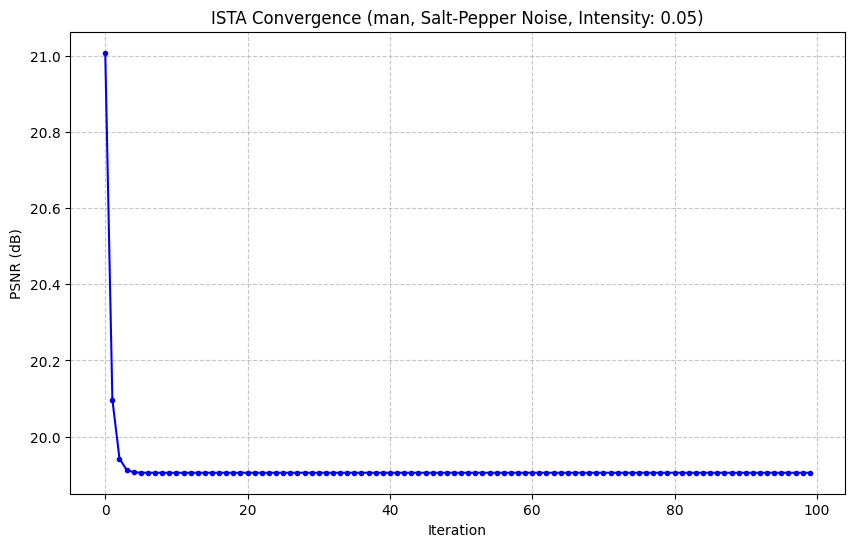 ISTA Convergence (man, Salt-Pepper Noise, Intensity: 0.05)
21.0
20.8
20.6
20.4
20.2
20.0
PSNR (dB)
0 20 40 60 80 100
Iteration